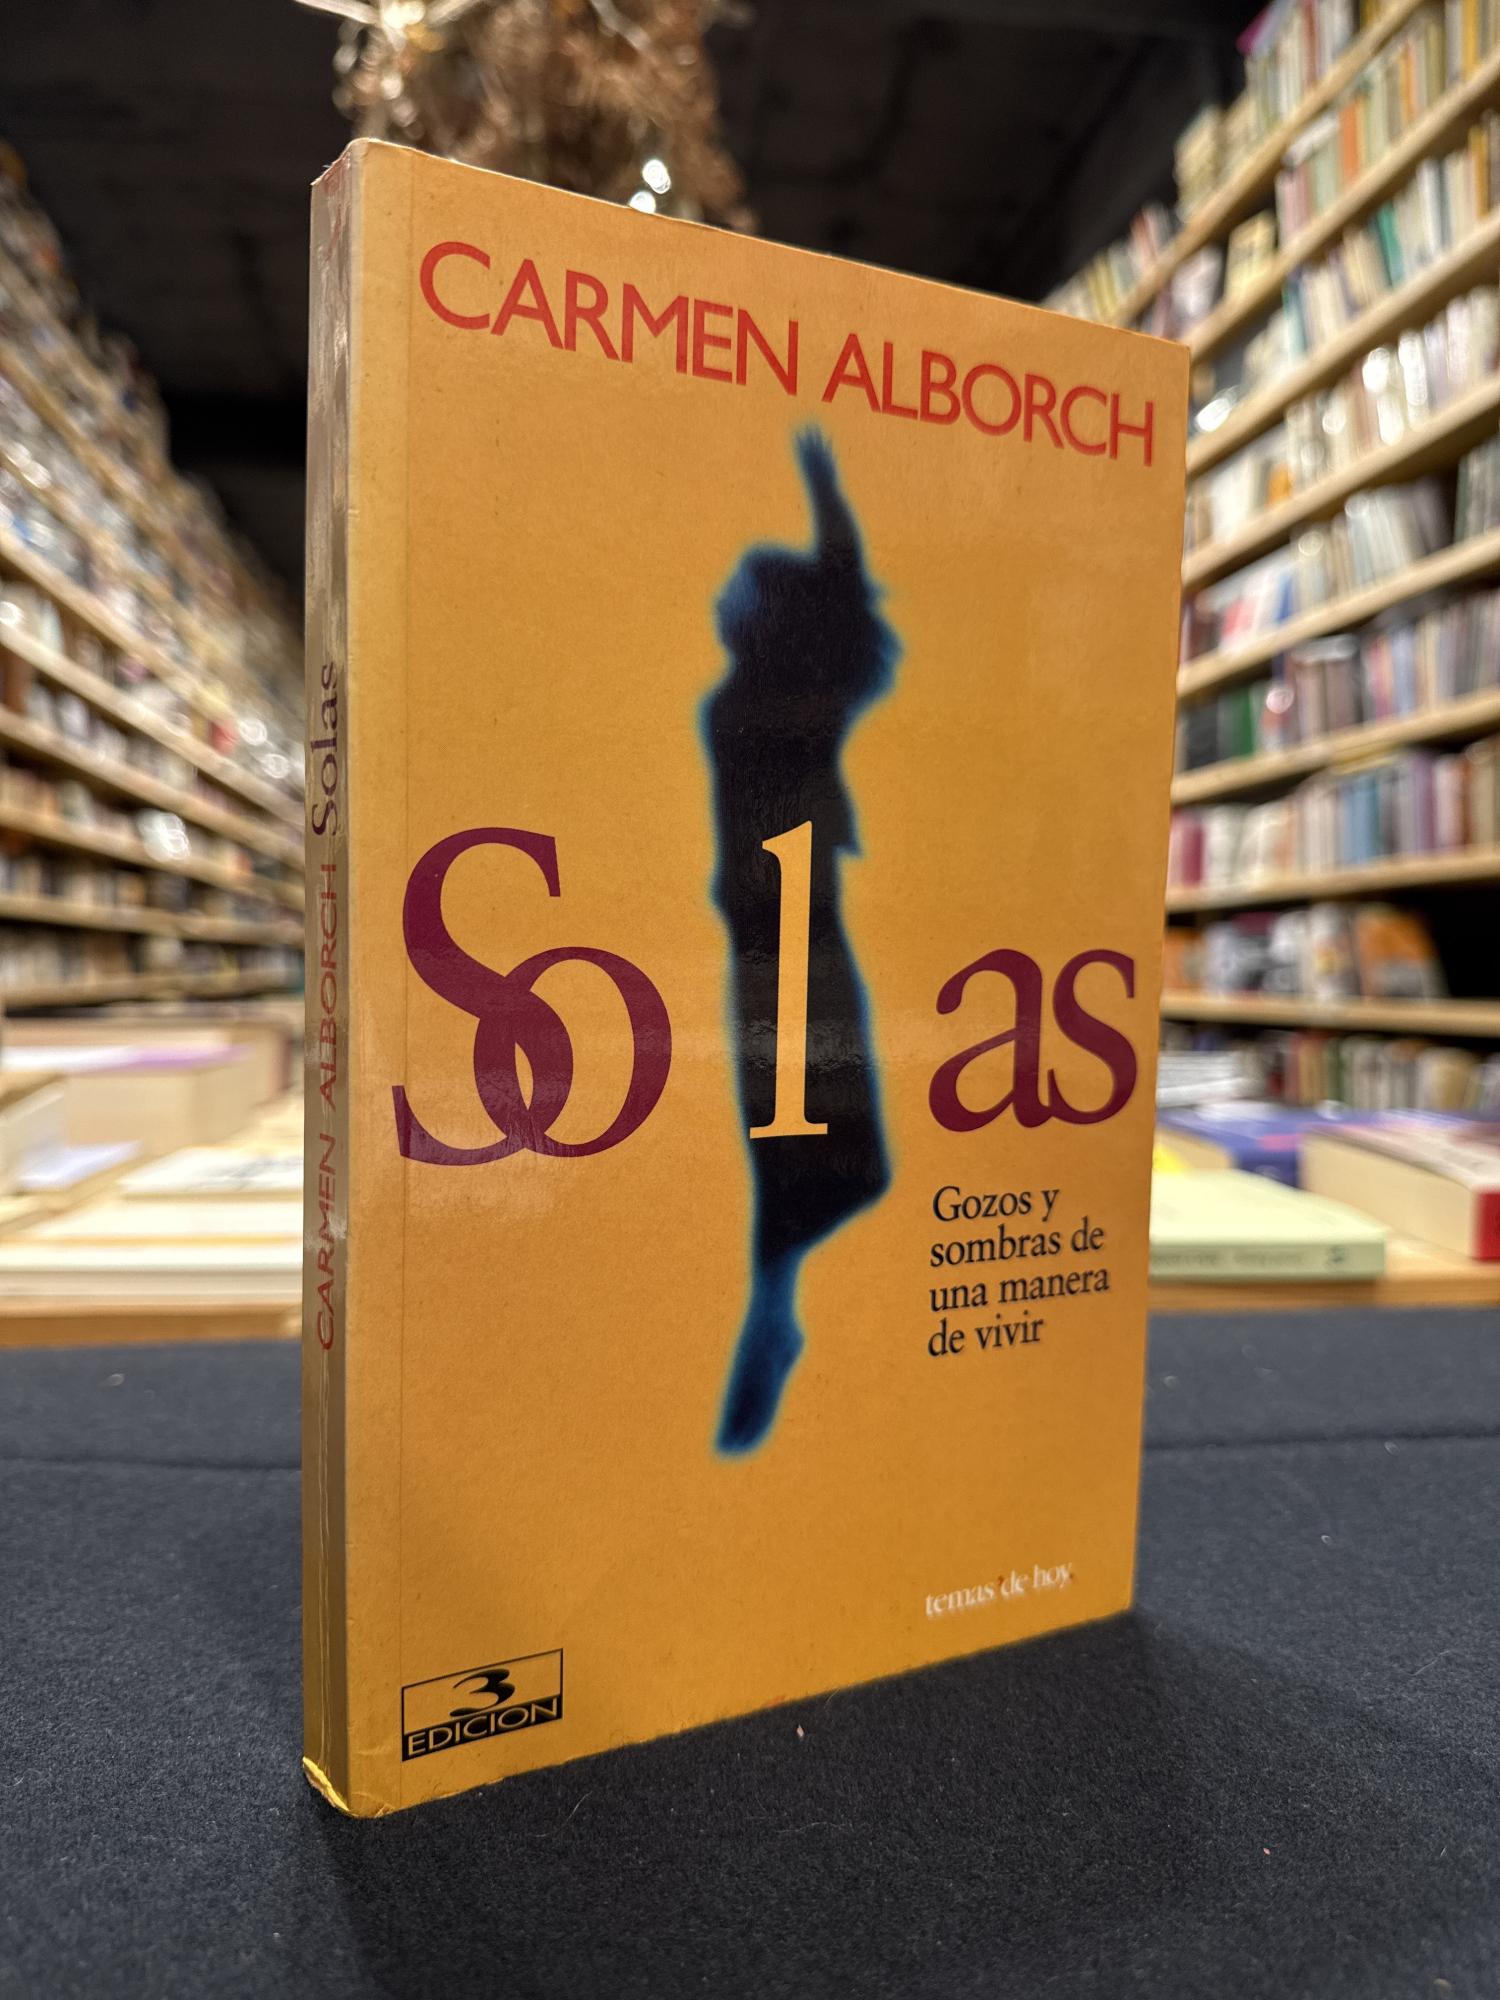 CARMEN ALBORCH
Solas
Gozos y
sombras de
una manera
de vivir
temas'de hoy.
3
EDICION
CARMEN ALBORCH Solas